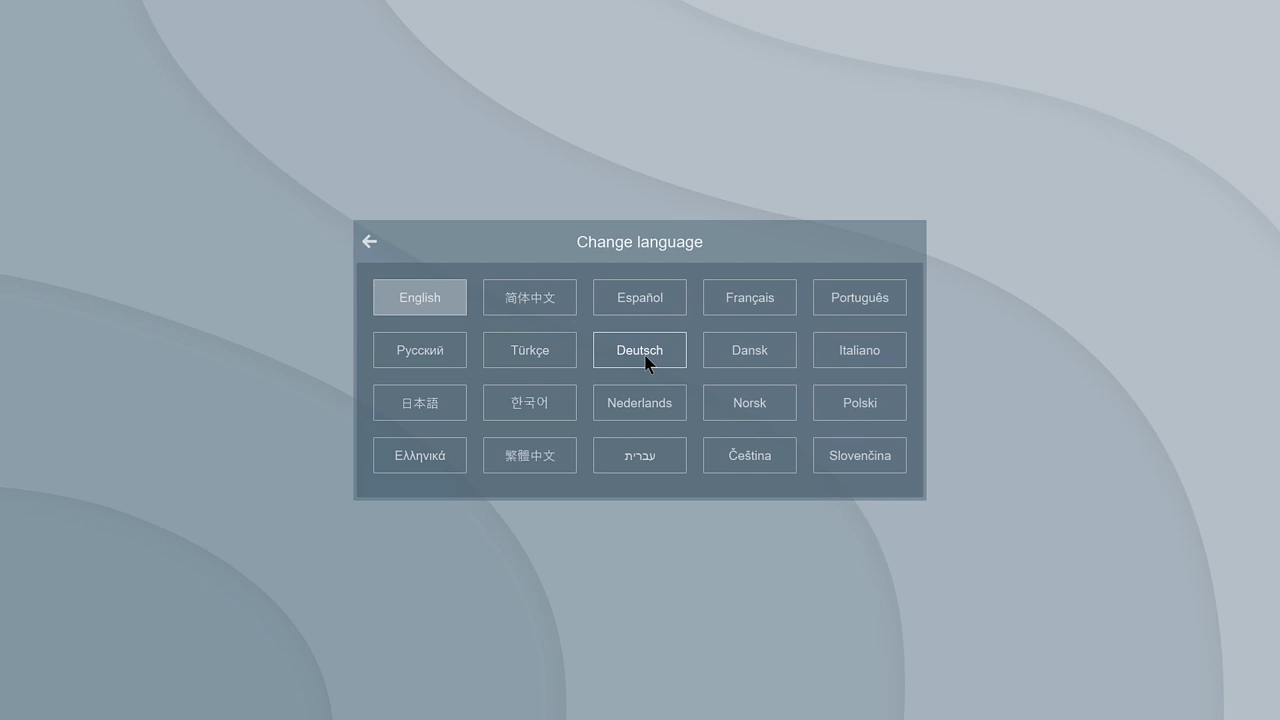 Change language
English
简体中文
Español
Français
Português
Русский
Türkçe
Deutsch
Dansk
Italiano
日本語
한국어
Nederlands
Norsk
Polski
Ελληνικά
繁體中文
עברית
Čeština
Slovenčina